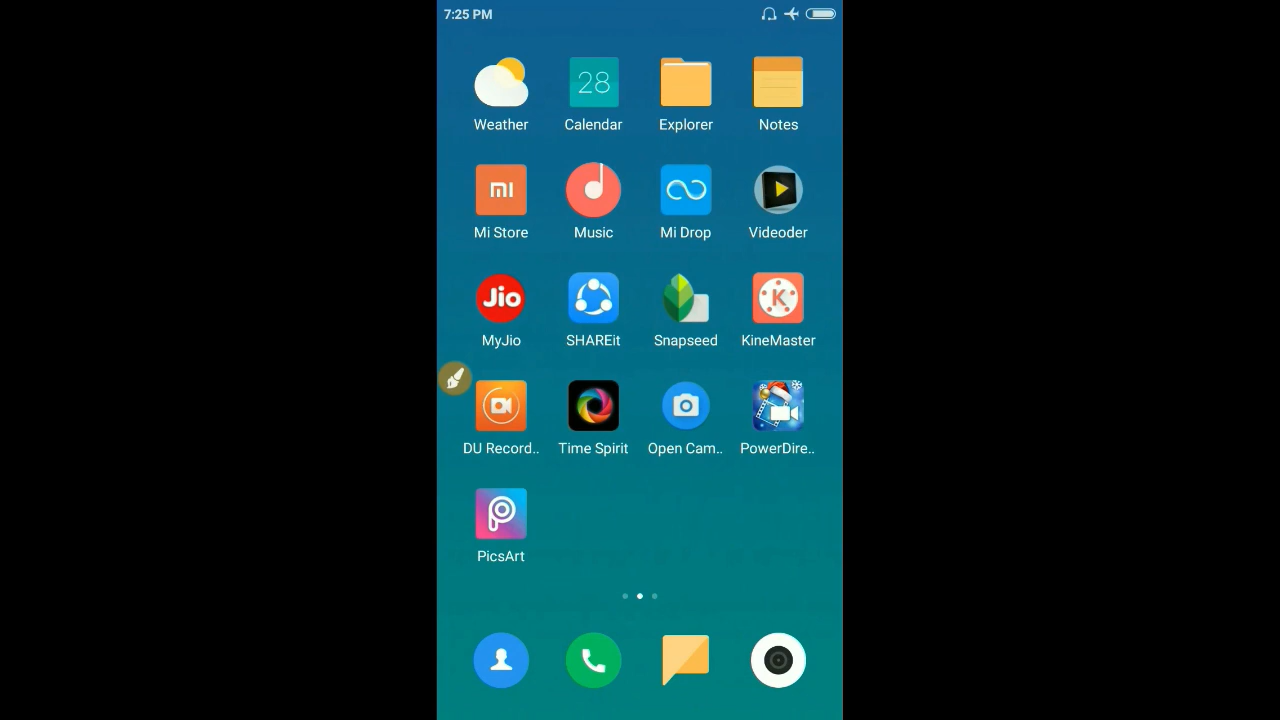 7:25 PM
28
Weather Calendar Explorer Notes
mi
Mi Store Music Mi Drop Videoder
Jio K
MyJio SHAREit Snapseed KineMaster
DU Record.. Time Spirit Open Cam.. PowerDire..
PicsArt